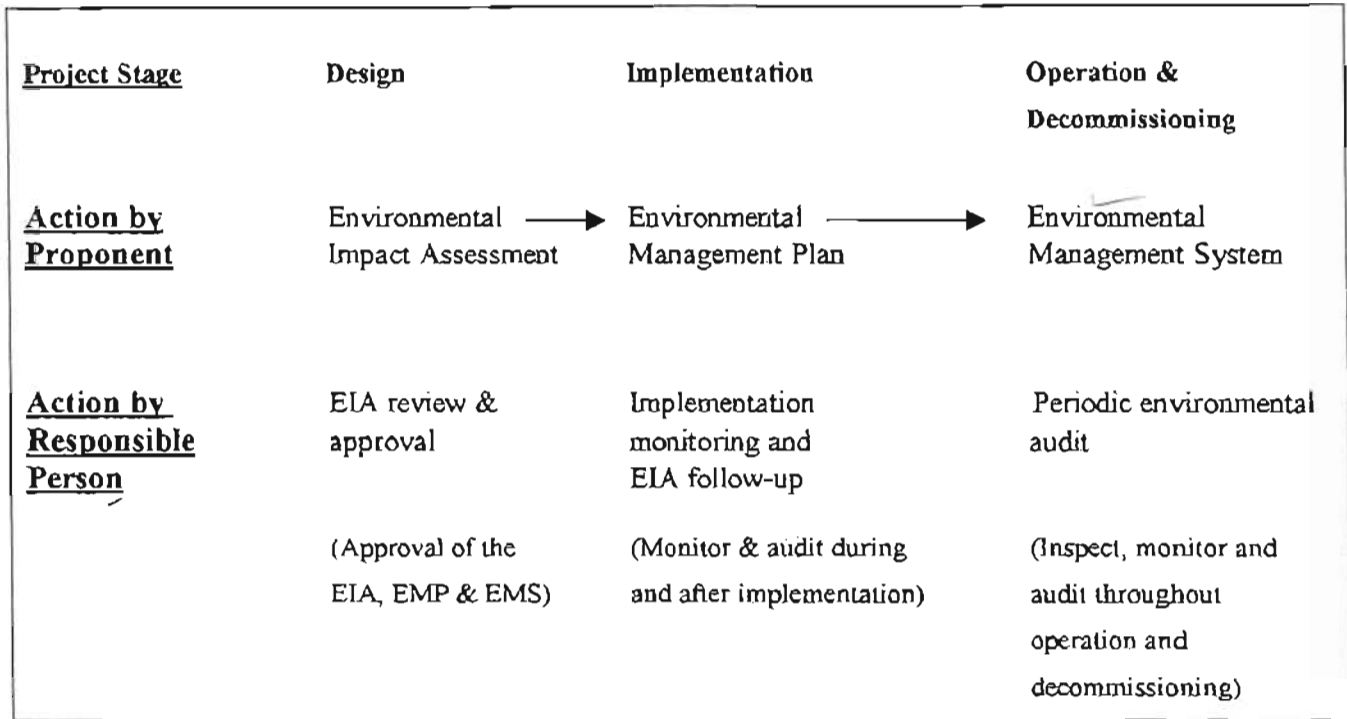 Project Stage
Design
Implementation
Operation &
Decommissioning
Action by
Proponent
Environmental
Impact Assessment
Environmental
Management Plan
Environmental
Management System
Action by
Responsible
Person
EIA review &
approval
Implementation
monitoring and
EIA follow-up
Periodic environmental
audit
(Approval of the
EIA, EMP & EMS)
(Monitor & audit during
and after implementation)
(Inspect, monitor and
audit throughout
operation and
decommissioning)